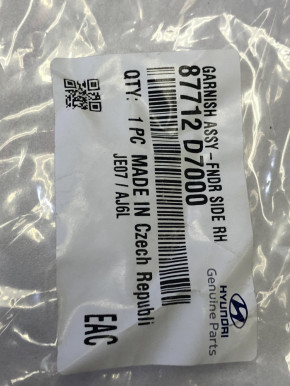 GARNISH ASSY-FNDR SIDE RH
87712 D7000
QTY: 1 PC MADE IN Czech Republi
JE07 / AJ6L
EAC
HYUNDAI
Genuine Parts